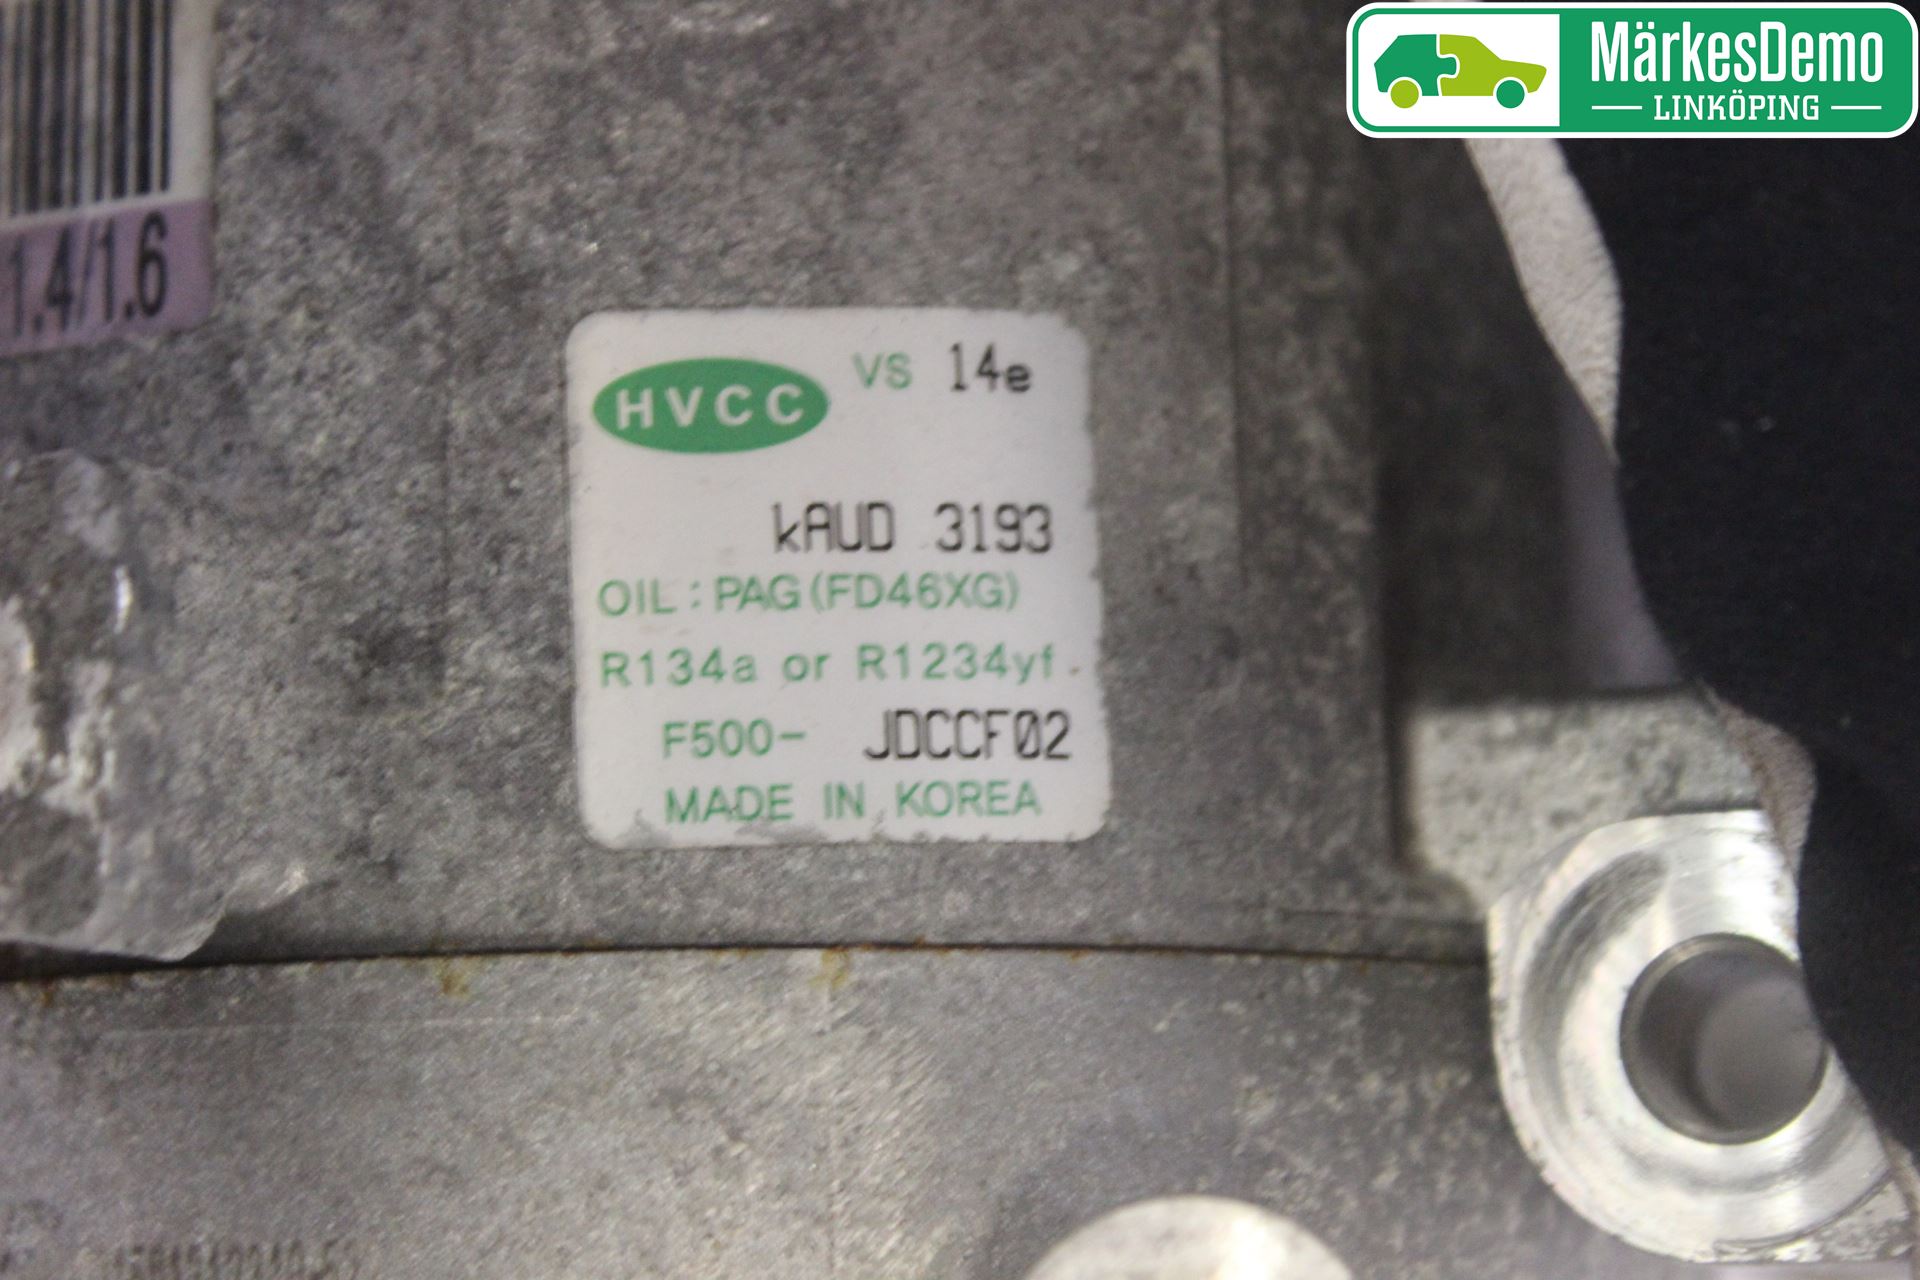 MärkesDemo
LINKÖPING
1.4/1.6
HVCC VS 14e
kAUD 3193
OIL : PAG (FD46XG)
R134a or R1234yf
F500- JDCCF02
MADE IN KOREA